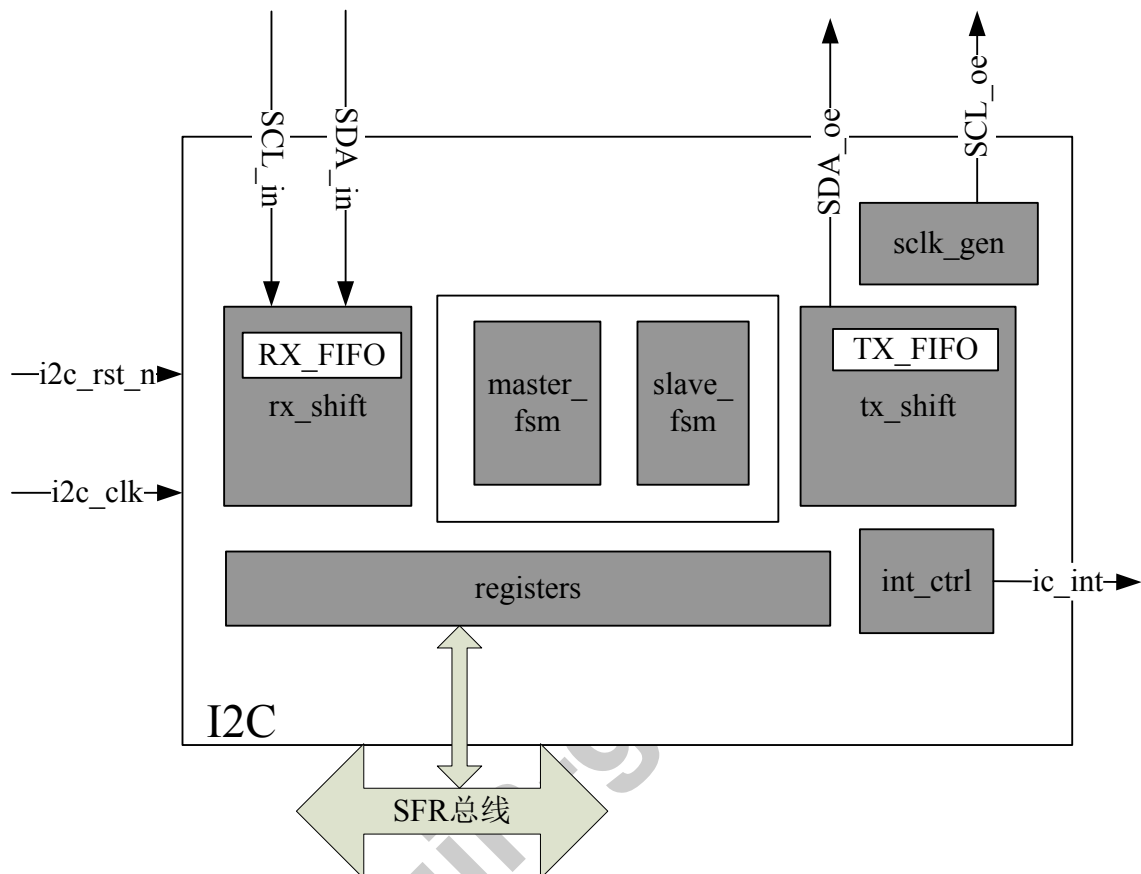 SCL_in
SDA_in
SDA_oe
SCL_oe
sclk_gen
RX_FIFO
rx_shift
master_
fsm
slave_
fsm
TX_FIFO
tx_shift
i2c_rst_n
i2c_clk
registers
int_ctrl
ic_int
I2C
SFR总线